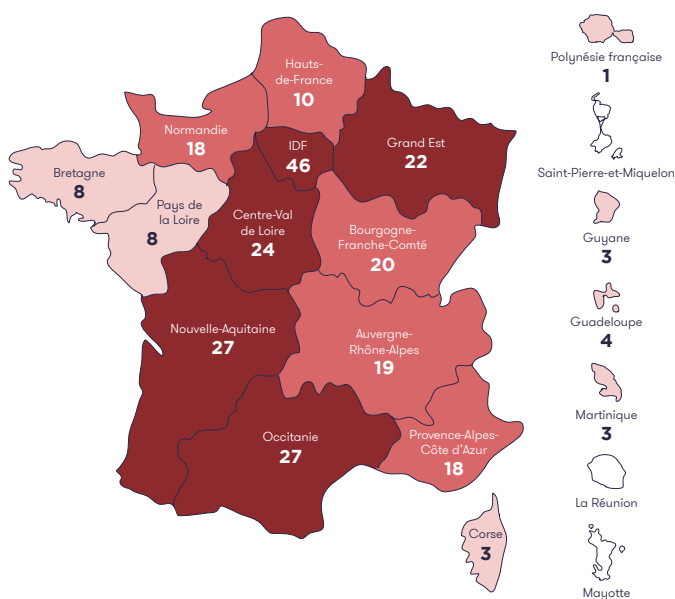 Hauts-
de-France
10
Normandie
18
IDF
46
Grand Est
22
Bretagne
8
Pays de
la Loire
8
Centre-Val
de Loire
24
Bourgogne-
Franche-Comté
20
Nouvelle-Aquitaine
27
Auvergne-
Rhône-Alpes
19
Occitanie
27
Provence-Alpes-
Côte d'Azur
18
Corse
3
Polynésie française
1
Saint-Pierre-et-Miquelon
Guyane
3
Guadeloupe
4
Martinique
3
La Réunion
Mayotte